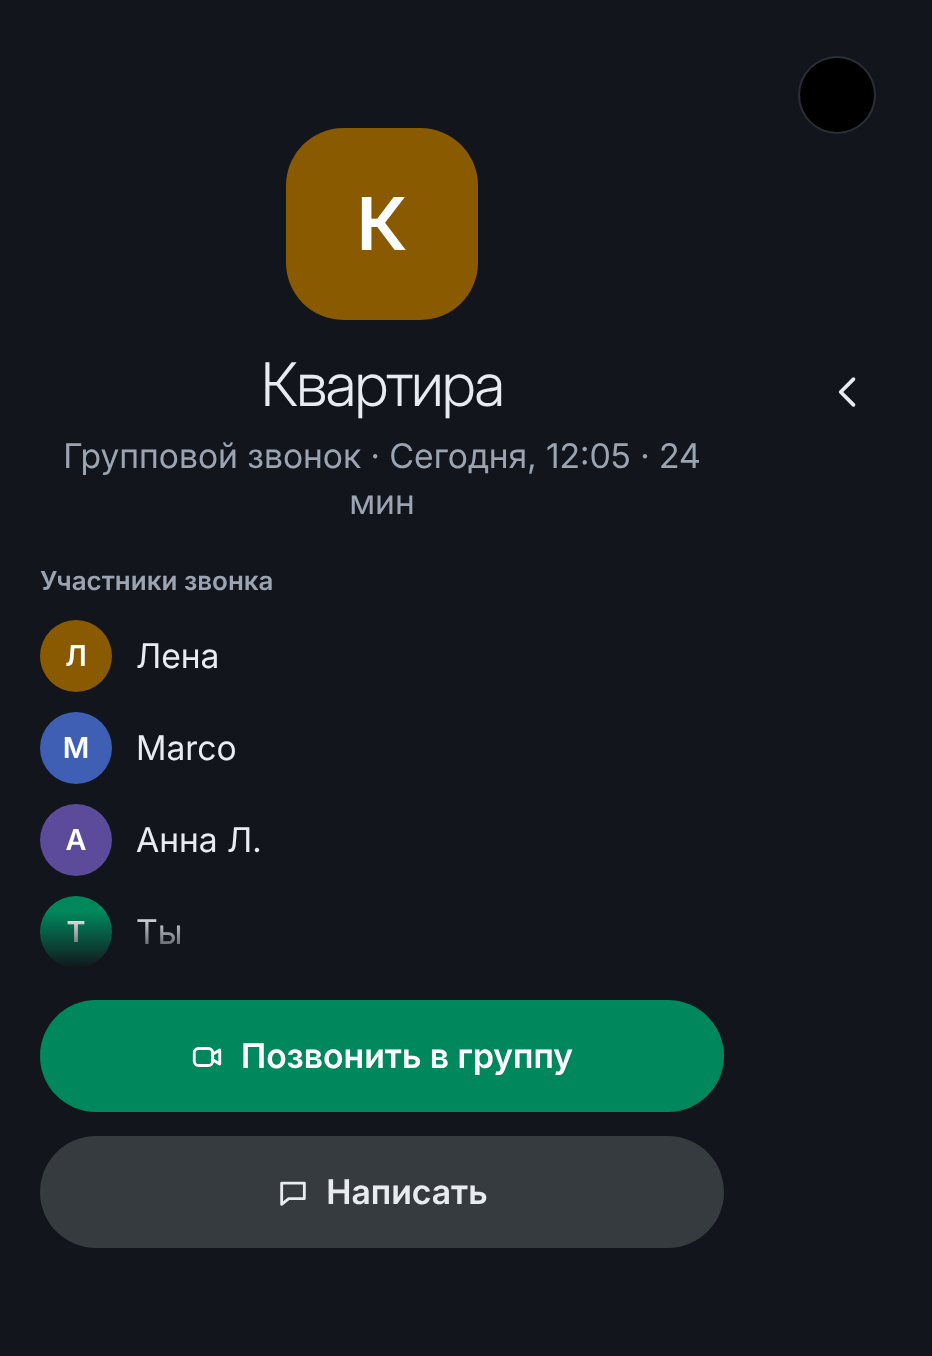 К
Квартира
Групповой звонок · Сегодня, 12:05 · 24
мин
Участники звонка
Л Лена
M Marco
А Анна Л.
Т Ты
Позвонить в группу
Написать